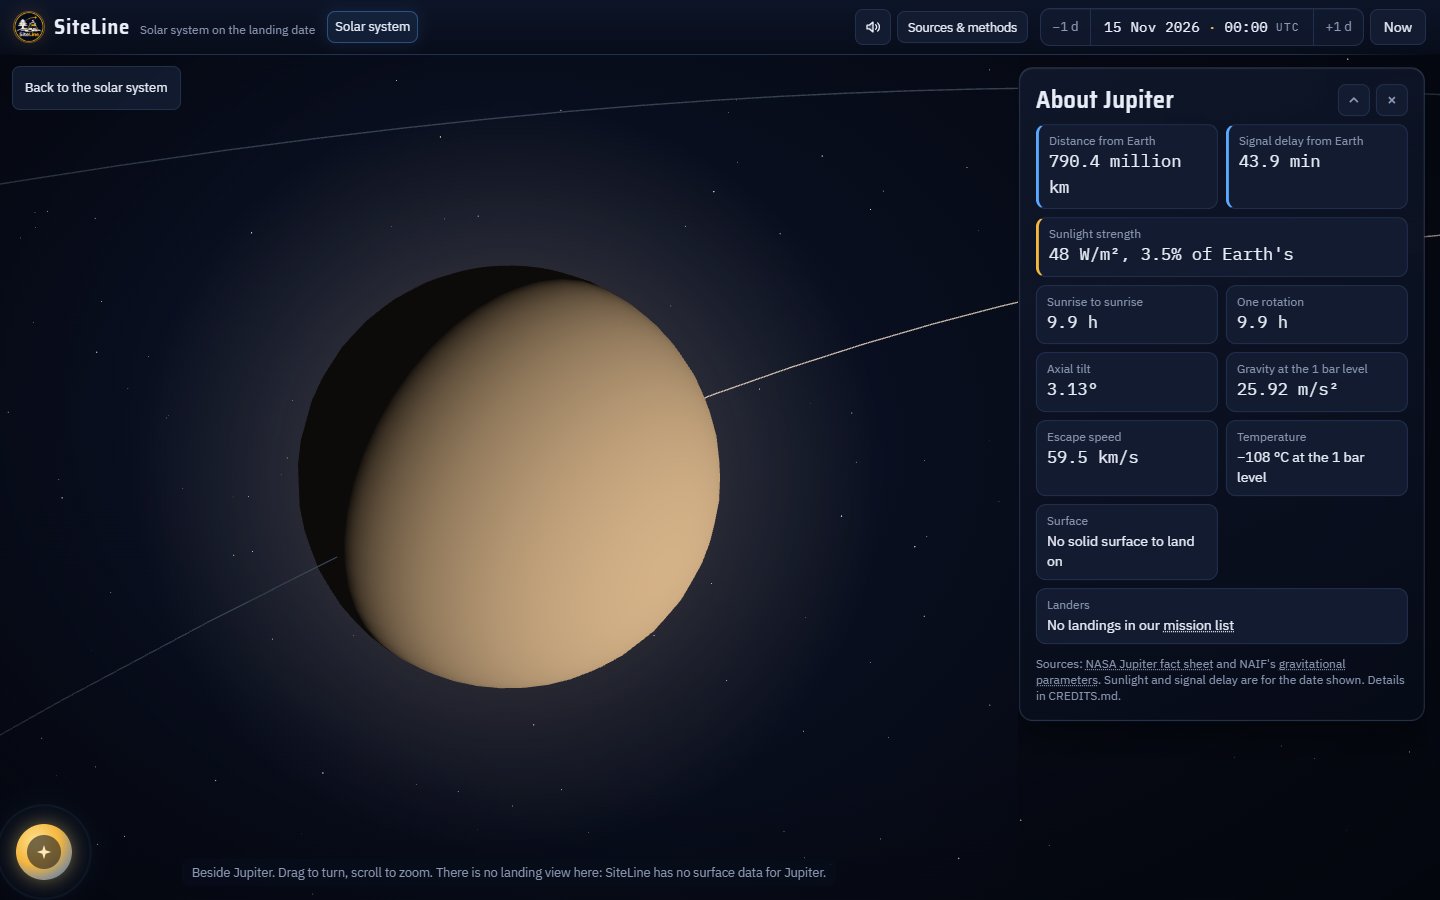 SiteLine Solar system on the landing date Solar system Sources & methods −1 d 15 Nov 2026 · 00:00 UTC +1 d Now
Back to the solar system
About Jupiter
Distance from Earth
790.4 million
km
Signal delay from Earth
43.9 min
Sunlight strength
48 W/m², 3.5% of Earth's
Sunrise to sunrise
9.9 h
One rotation
9.9 h
Axial tilt
3.13°
Gravity at the 1 bar level
25.92 m/s²
Escape speed
59.5 km/s
Temperature
−108 °C at the 1 bar
level
Surface
No solid surface to land
on
Landers
No landings in our mission list
Sources: NASA Jupiter fact sheet and NAIF's gravitational
parameters. Sunlight and signal delay are for the date shown. Details
in CREDITS.md.
Beside Jupiter. Drag to turn, scroll to zoom. There is no landing view here: SiteLine has no surface data for Jupiter.